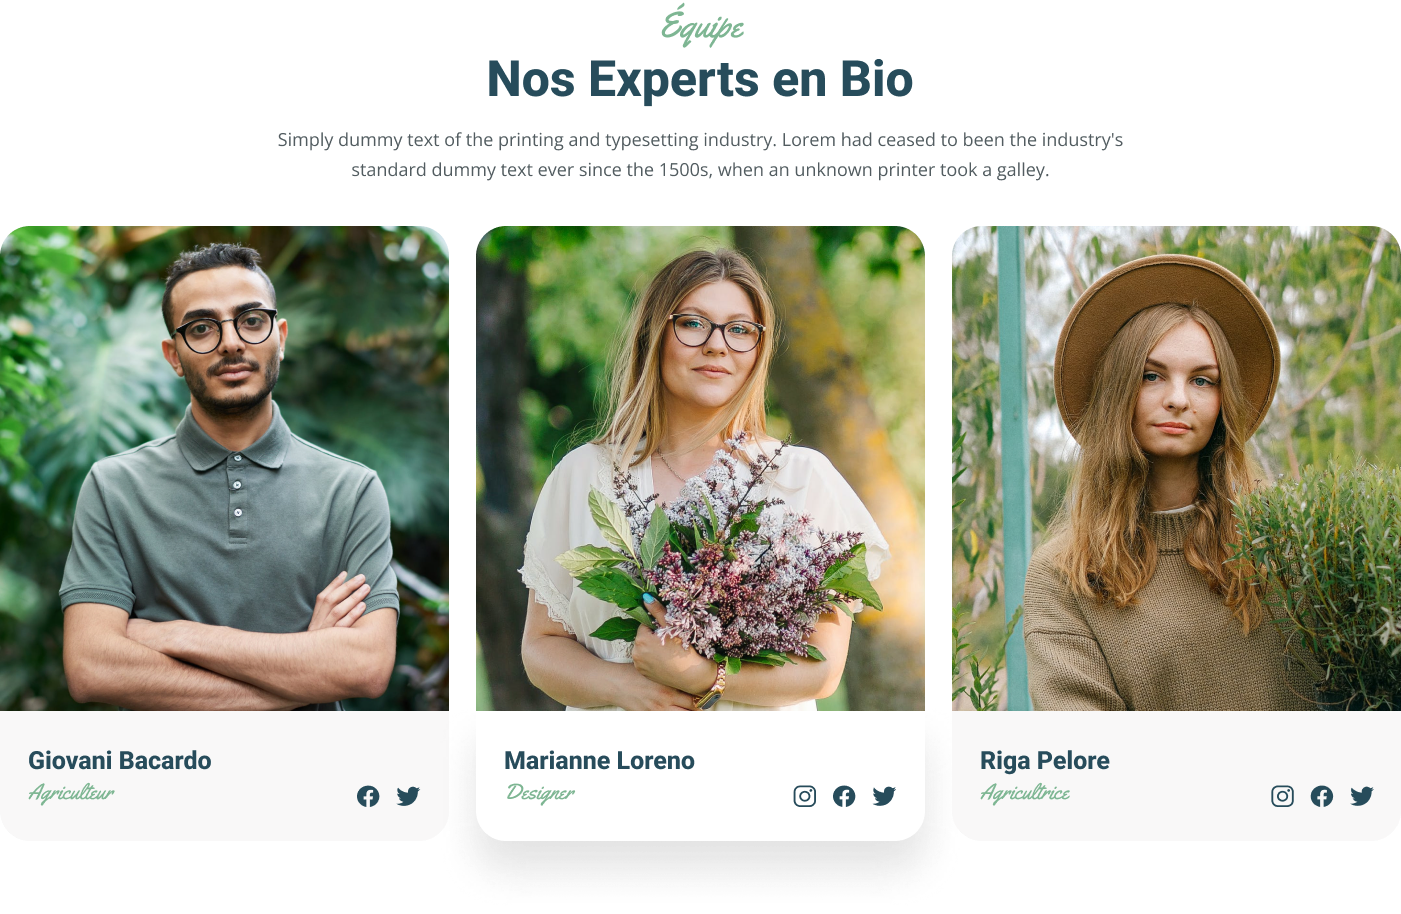 Équipe
Nos Experts en Bio
Simply dummy text of the printing and typesetting industry. Lorem had ceased to been the industry's
standard dummy text ever since the 1500s, when an unknown printer took a galley.
Giovani Bacardo
Agriculteur
Marianne Loreno
Designer
Riga Pelore
Agricultrice